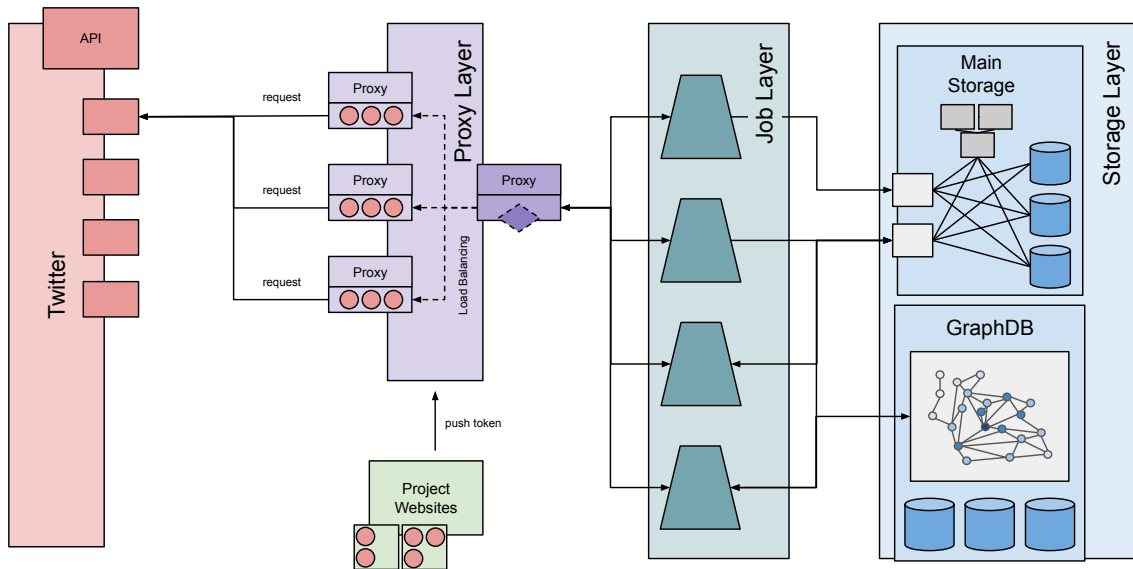 API
Twitter
request
request
request
Proxy
Proxy
Proxy
Proxy Layer
Proxy
Load Balancing
push token
Project
Websites
Job Layer
Storage Layer
Main
Storage
GraphDB